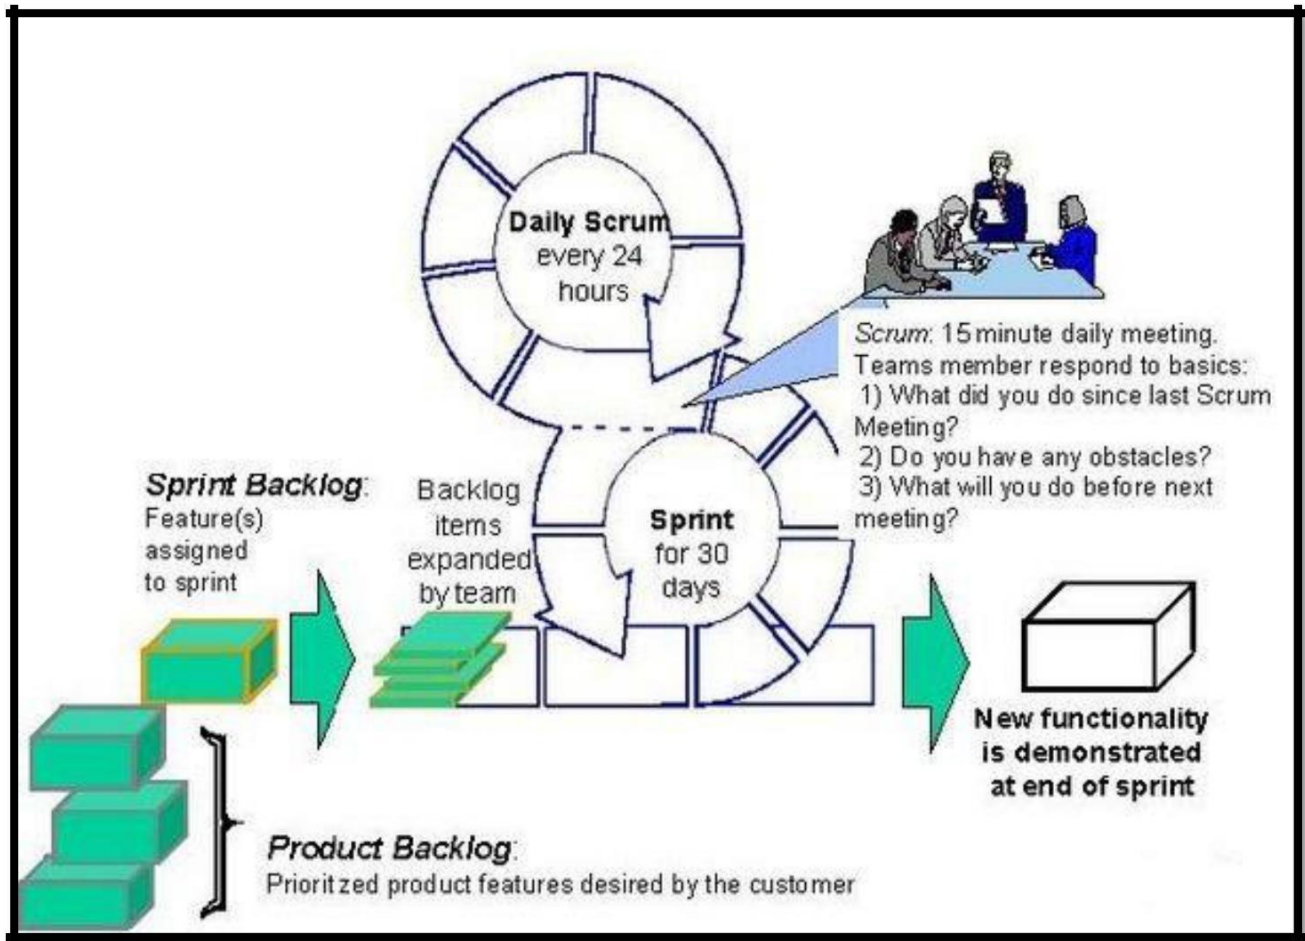 Daily Scrum
every 24
hours
Scrum: 15 minute daily meeting.
Teams member respond to basics:
1) What did you do since last Scrum
Meeting?
2) Do you have any obstacles?
3) What will you do before next
meeting?
Sprint Backlog:
Feature(s)
assigned
to sprint
Backlog
items
expanded
by team
Sprint
for 30
days
New functionality
is demonstrated
at end of sprint
Product Backlog:
Prioritzed product features desired by the customer